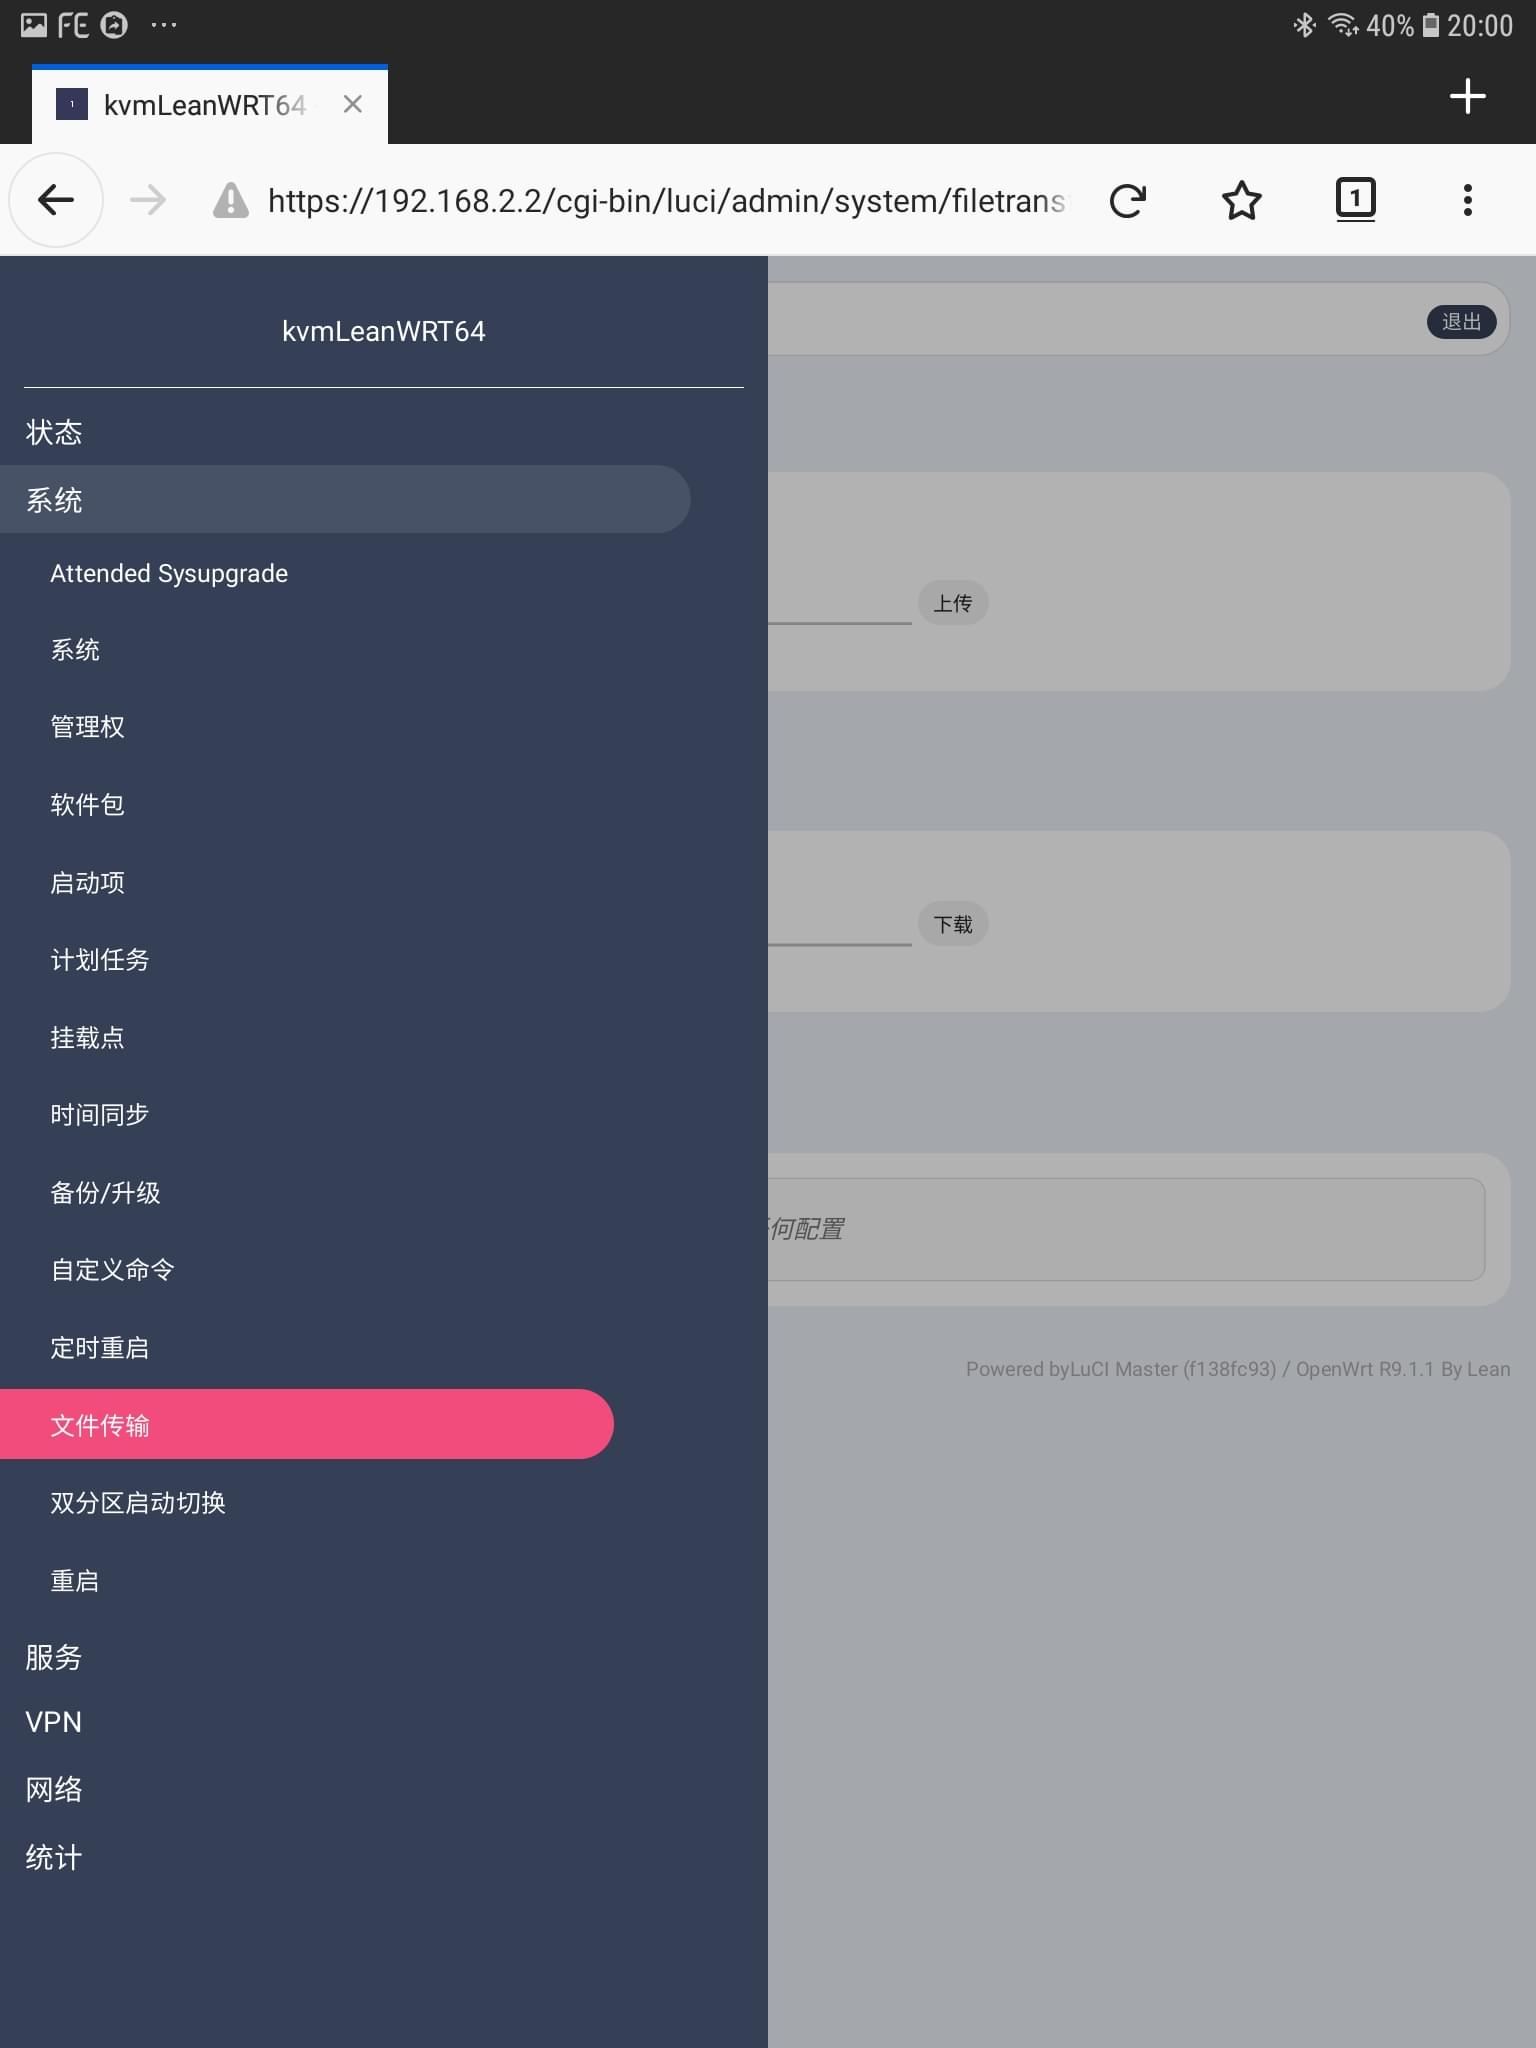 FE
40% 20:00
kvmLeanWRT64
https://192.168.2.2/cgi-bin/luci/admin/system/filetrans
1
kvmLeanWRT64
退出
状态
系统
Attended Sysupgrade
上传
系统
管理权
软件包
启动项
下载
计划任务
挂载点
时间同步
备份/升级
何配置
自定义命令
定时重启
Powered byLuCI Master (f138fc93) / OpenWrt R9.1.1 By Lean
文件传输
双分区启动切换
重启
服务
VPN
网络
统计